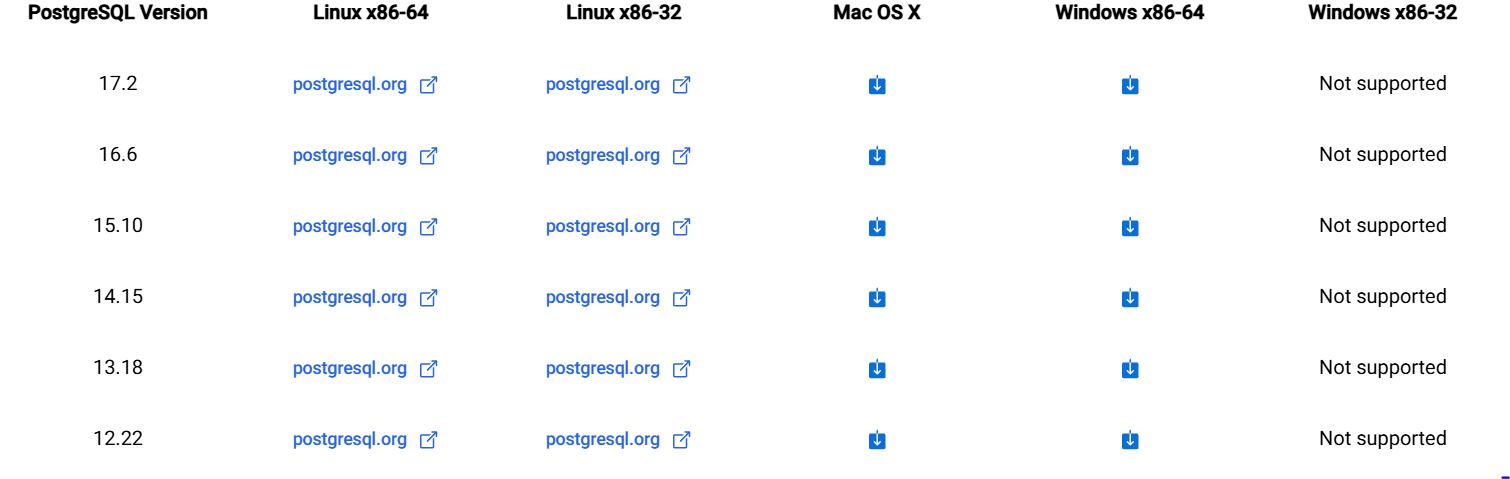 PostgreSQL Version Linux x86-64 Linux x86-32 Mac OS X Windows x86-64 Windows x86-32
17.2 postgresql.org postgresql.org Not supported
16.6 postgresql.org postgresql.org Not supported
15.10 postgresql.org postgresql.org Not supported
14.15 postgresql.org postgresql.org Not supported
13.18 postgresql.org postgresql.org Not supported
12.22 postgresql.org postgresql.org Not supported